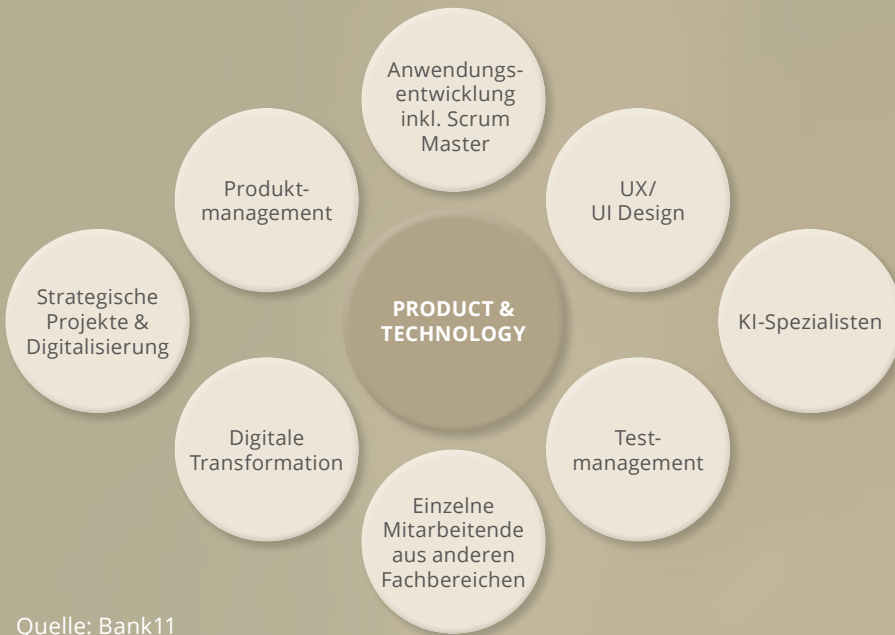 Anwendungs-
entwicklung
inkl. Scrum
Master
Produkt-
management
UX/
UI Design
Strategische
Projekte &
Digitalisierung
PRODUCT &
TECHNOLOGY
KI-Spezialisten
Digitale
Transformation
Test-
management
Einzelne
Mitarbeitende
aus anderen
Fachbereichen
Quelle: Bank11